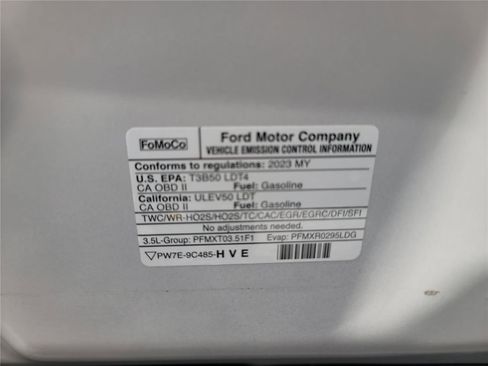 FoMoCo
Ford Motor Company
VEHICLE EMISSION CONTROL INFORMATION
Conforms to regulations: 2023 MY
U.S. EPA: T3B50 LDT4
CA OBD II Fuel: Gasoline
California: ULEV50 LDT
CA OBD II Fuel: Gasoline
TWC/WR-HO2S/HO2S/TC/CAC/EGR/EGRC/DFI/SFI
No adjustments needed.
3.5L-Group: PFMXT03.51F1 Evap: PFMXR0295LDG
▽PW7E-9C485-HVE